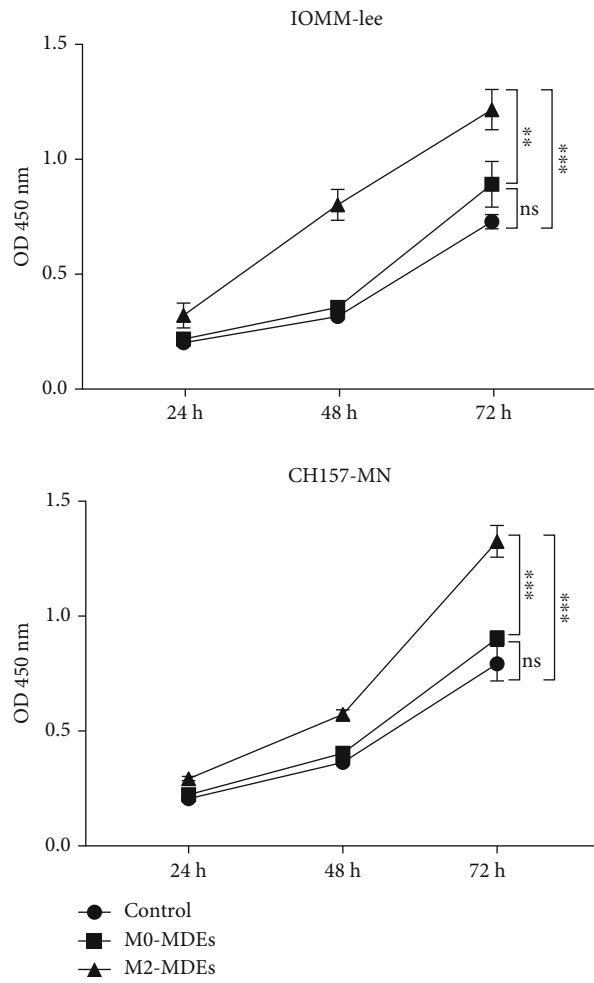 IOMM-lee
1.5
1.0
0.5
0.0
OD 450 nm
24 h
48 h
72 h
**
***
ns
CH157-MN
1.5
1.0
0.5
0.0
OD 450 nm
24 h
48 h
72 h
***
***
ns
Control
M0-MDEs
M2-MDEs